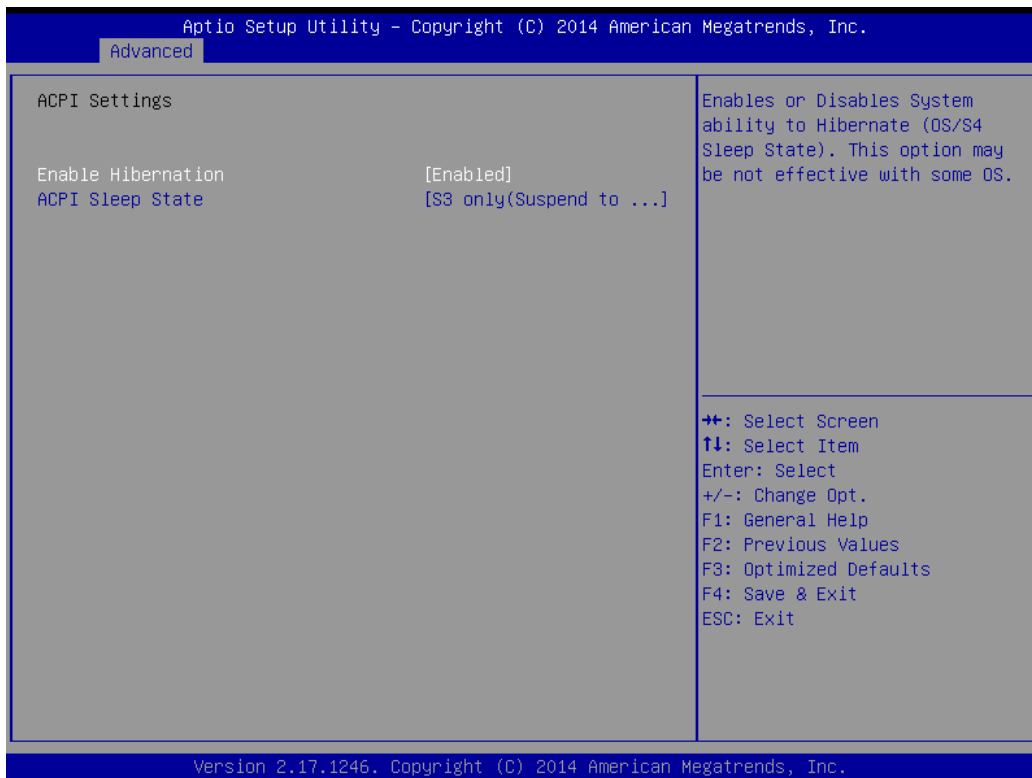 Aptio Setup Utility – Copyright (C) 2014 American Megatrends, Inc.
Advanced
ACPI Settings
Enable Hibernation [Enabled]
ACPI Sleep State [S3 only(Suspend to ...]
Enables or Disables System
ability to Hibernate (OS/S4
Sleep State). This option may
be not effective with some OS.
→←: Select Screen
↑↓: Select Item
Enter: Select
+/-: Change Opt.
F1: General Help
F2: Previous Values
F3: Optimized Defaults
F4: Save & Exit
ESC: Exit
Version 2.17.1246. Copyright (C) 2014 American Megatrends, Inc.